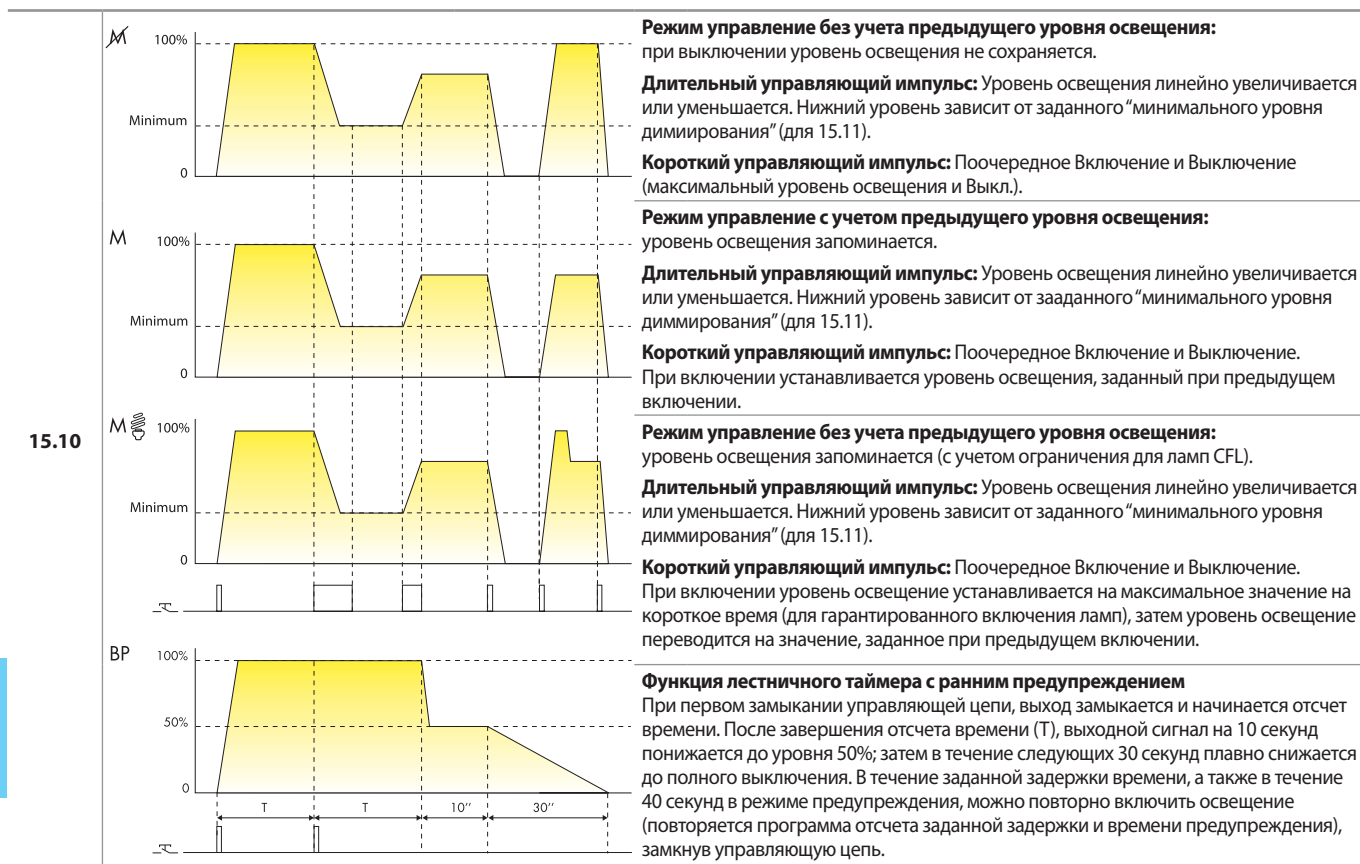 15.10
M
100%
Minimum
0
Режим управление без учета предыдущего уровня освещения:
при выключении уровень освещения не сохраняется.
Длительный управляющий импульс: Уровень освещения линейно увеличивается
или уменьшается. Нижний уровень зависит от заданного “минимального уровня
димиирования” (для 15.11).
Короткий управляющий импульс: Поочередное Включение и Выключение
(максимальный уровень освещения и Выкл.).
M
100%
Minimum
0
Режим управление с учетом предыдущего уровня освещения:
уровень освещения запоминается.
Длительный управляющий импульс: Уровень освещения линейно увеличивается
или уменьшается. Нижний уровень зависит от зааданного “минимального уровня
диммирования” (для 15.11).
Короткий управляющий импульс: Поочередное Включение и Выключение.
При включении устанавливается уровень освещения, заданный при предыдущем
включении.
M
100%
Minimum
0
Режим управление без учета предыдущего уровня освещения:
уровень освещения запоминается (с учетом ограничения для ламп CFL).
Длительный управляющий импульс: Уровень освещения линейно увеличивается
или уменьшается. Нижний уровень зависит от заданного “минимального уровня
диммирования” (для 15.11).
Короткий управляющий импульс: Поочередное Включение и Выключение.
При включении уровень освещение устанавливается на максимальное значение на
короткое время (для гарантированного включения ламп), затем уровень освещение
переводится на значение, заданное при предыдущем включении.
BP
100%
50%
0
T
T
10’’
30’’
Функция лестничного таймера с ранним предупреждением
При первом замыкании управляющей цепи, выход замыкается и начинается отсчет
времени. После завершения отсчета времени (T), выходной сигнал на 10 секунд
понижается до уровня 50%; затем в течение следующих 30 секунд плавно снижается
до полного выключения. В течение заданной задержки времени, а также в течение
40 секунд в режиме предупреждения, можно повторно включить освещение
(повторяется программа отсчета заданной задержки и времени предупреждения),
замкнув управляющую цепь.